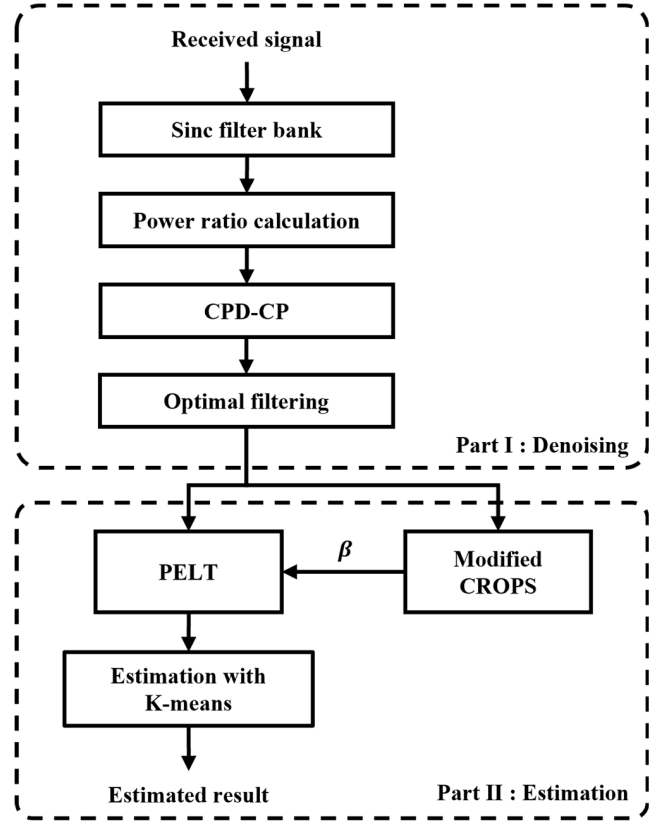 Received signal
Sinc filter bank
Power ratio calculation
CPD-CP
Optimal filtering
Part I : Denoising
PELT
β
Modified
CROPS
Estimation with
K-means
Estimated result
Part II : Estimation